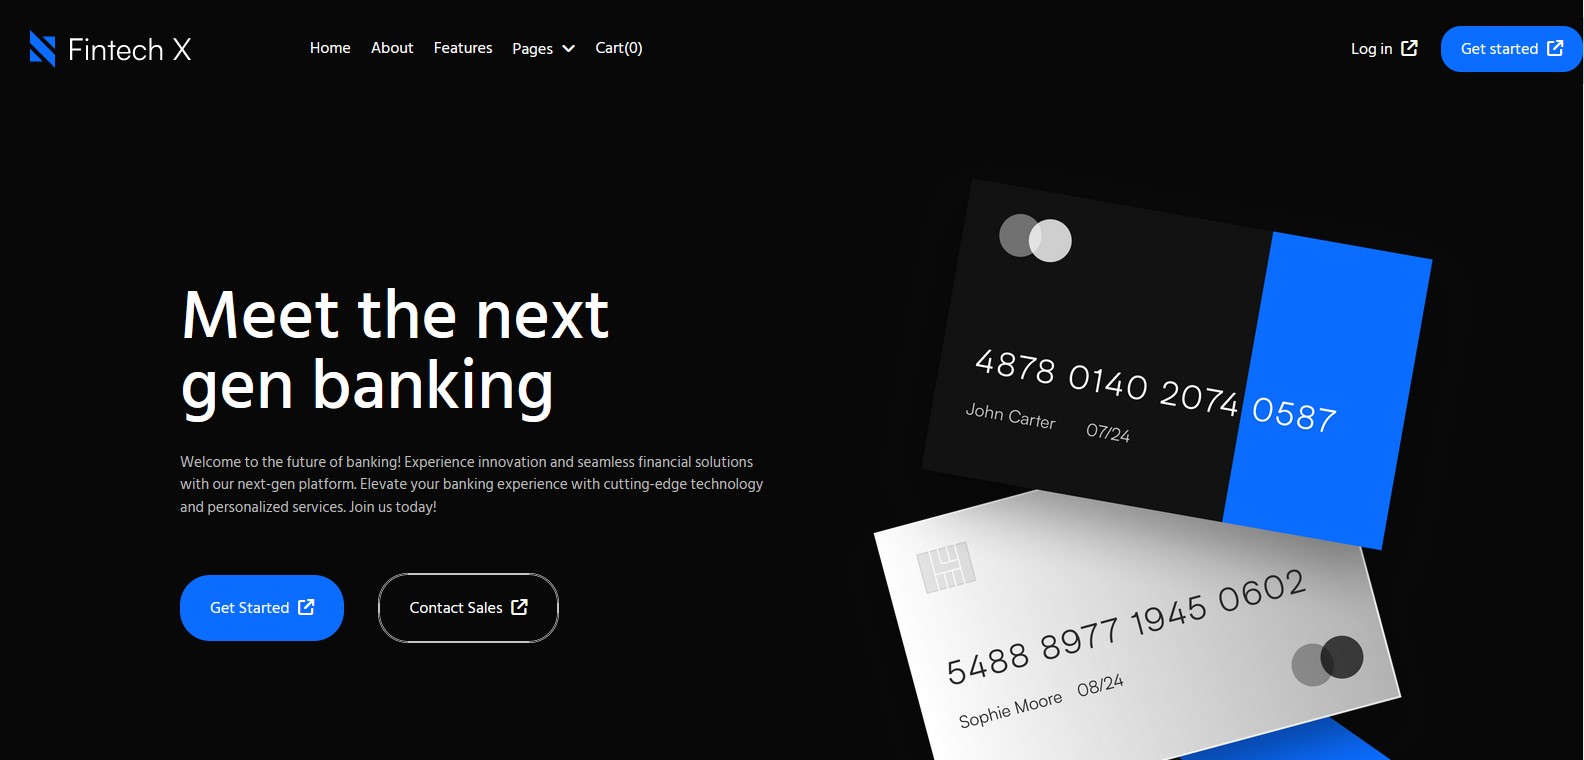 Fintech X
Home
About
Features
Pages
Cart(0)
Log in
Get started
Meet the next
gen banking
Welcome to the future of banking! Experience innovation and seamless financial solutions
with our next-gen platform. Elevate your banking experience with cutting-edge technology
and personalized services. Join us today!
Get Started
Contact Sales
4878 0140 2074 0587
John Carter 07/24
5488 8977 1945 0602
Sophie Moore 08/24